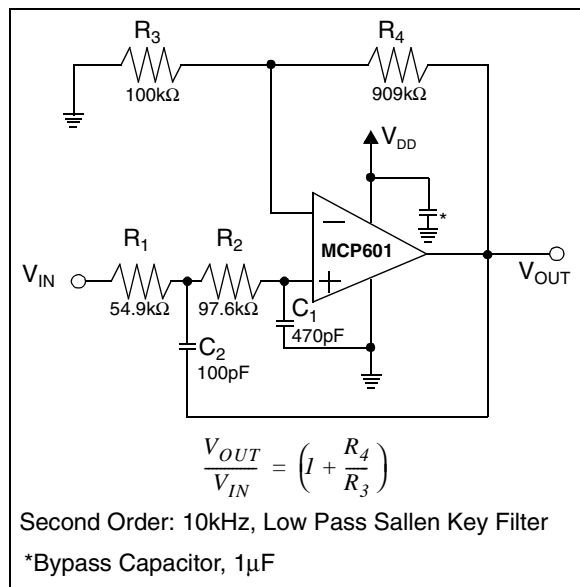 R3
100kΩ
R4
909kΩ
VDD
*
−
MCP601
+
VIN
R1
54.9kΩ
R2
97.6kΩ
C1
470pF
C2
100pF
VOUT
VOUT / VIN = (1 + R4 / R3)
Second Order: 10kHz, Low Pass Sallen Key Filter
*Bypass Capacitor, 1µF